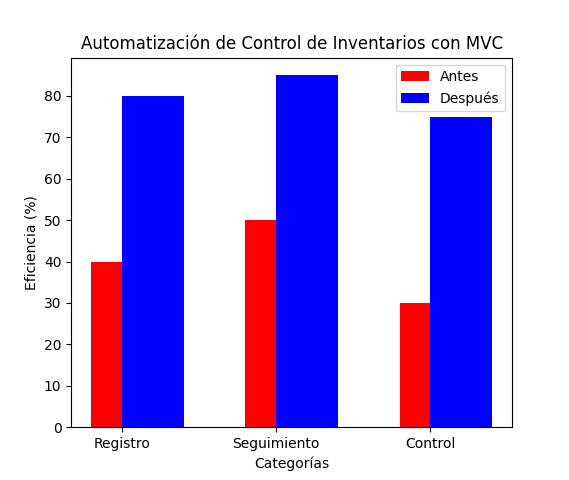 Automatización de Control de Inventarios con MVC
Antes
Después
Eficiencia (%)
80
70
60
50
40
30
20
10
0
Registro
Seguimiento
Control
Categorías